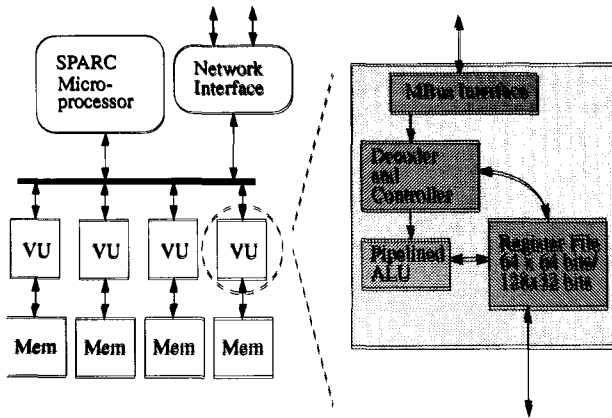 SPARC
Micro-
processor
Network
Interface
VU
VU
VU
VU
Mem
Mem
Mem
Mem
MBus Interface
Decoder
and
Controller
Pipelined
ALU
Register File
64 x 64 bits/
128x32 bits